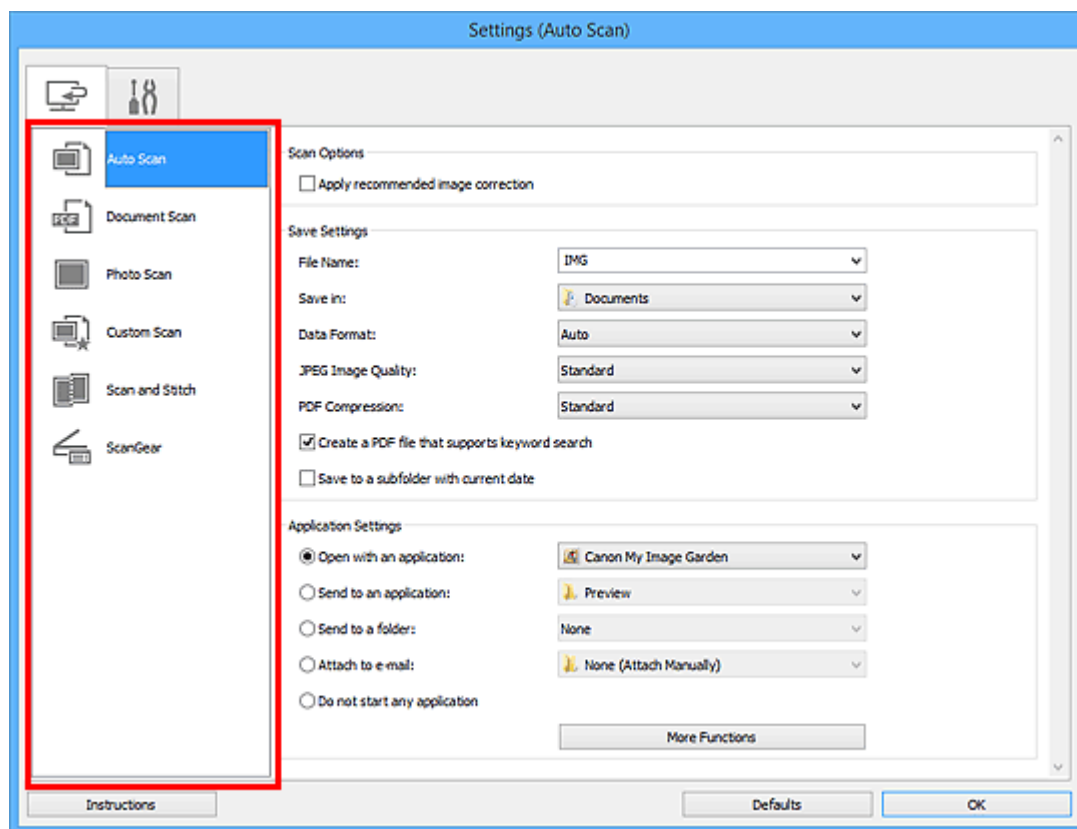 Settings (Auto Scan)
Auto Scan
PDF
Document Scan
Photo Scan
Custom Scan
Scan and Stitch
ScanGear
Scan Options
Apply recommended image correction
Save Settings
File Name: IMG
Save in: Documents
Data Format: Auto
JPEG Image Quality: Standard
PDF Compression: Standard
Create a PDF file that supports keyword search
Save to a subfolder with current date
Application Settings
Open with an application: Canon My Image Garden
Send to an application: Preview
Send to a folder: None
Attach to e-mail: None (Attach Manually)
Do not start any application
More Functions
Instructions Defaults OK